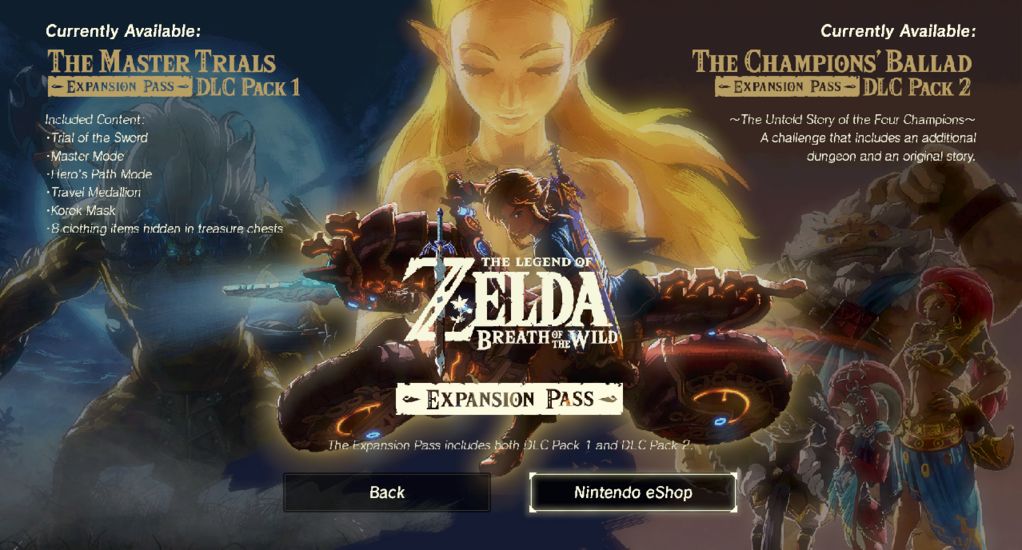 Currently Available:
THE MASTER TRIALS
EXPANSION PASS DLC PACK 1
Included Content:
・Trial of the Sword
・Master Mode
・Hero's Path Mode
・Travel Medallion
・Korok Mask
・8 clothing items hidden in treasure chests
Currently Available:
THE CHAMPIONS' BALLAD
EXPANSION PASS DLC PACK 2
~The Untold Story of the Four Champions~
A challenge that includes an additional
dungeon and an original story.
THE LEGEND OF
ZELDA
BREATH OF THE WILD
EXPANSION PASS
The Expansion Pass includes both DLC Pack 1 and DLC Pack 2.
Back
Nintendo eShop